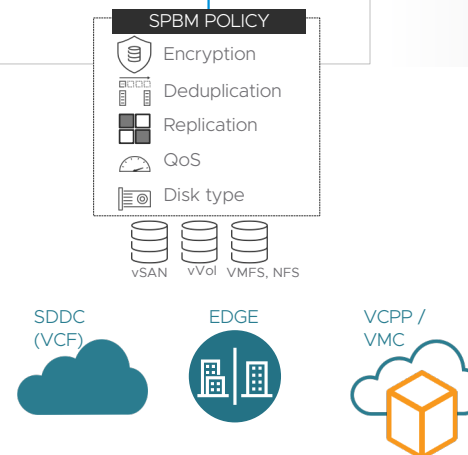 SPBM POLICY
Encryption
Deduplication
Replication
QoS
Disk type
vSAN vVol VMFS, NFS
SDDC
(VCF)
EDGE
VCPP /
VMC